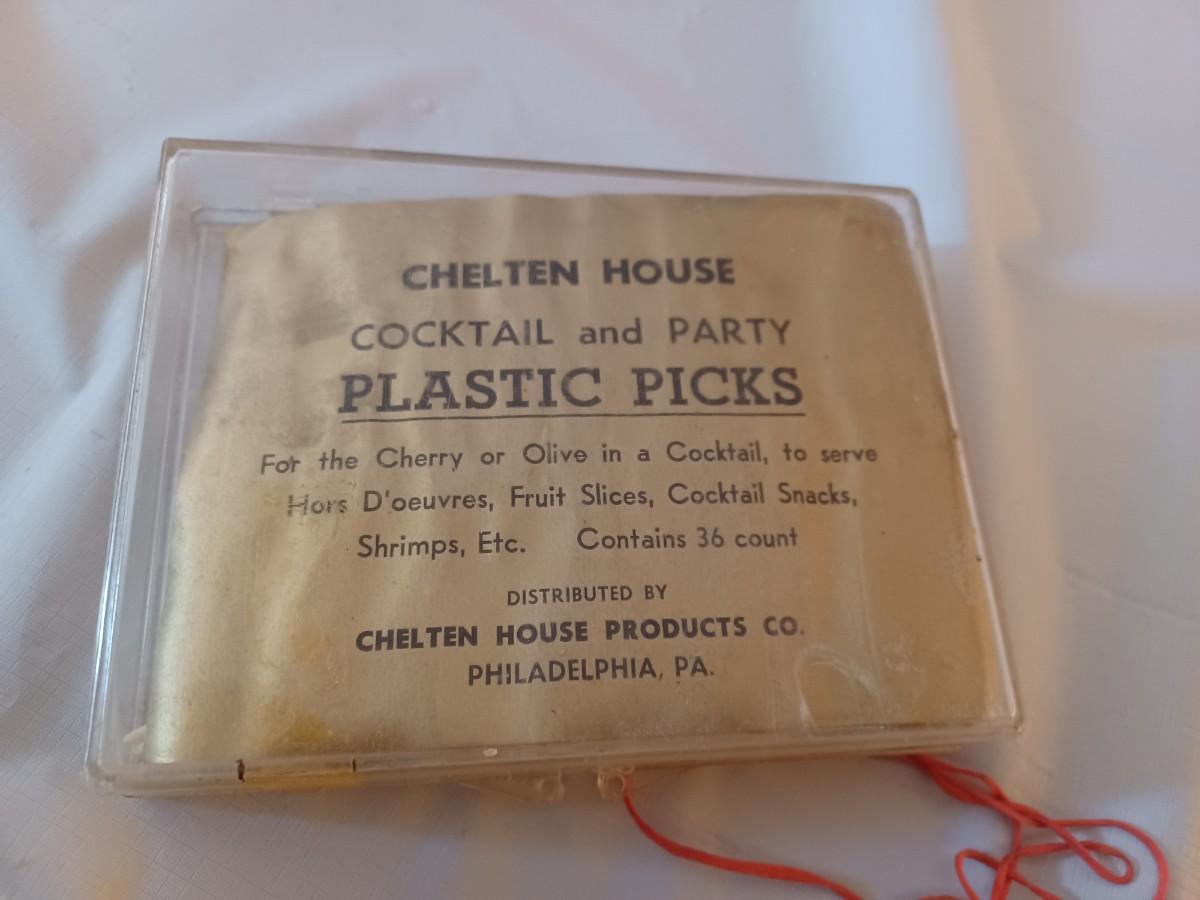 CHELTEN HOUSE
COCKTAIL and PARTY
PLASTIC PICKS
For the Cherry or Olive in a Cocktail, to serve
Hors D'oeuvres, Fruit Slices, Cocktail Snacks,
Shrimps, Etc. Contains 36 count
DISTRIBUTED BY
CHELTEN HOUSE PRODUCTS CO.
PHILADELPHIA, PA.